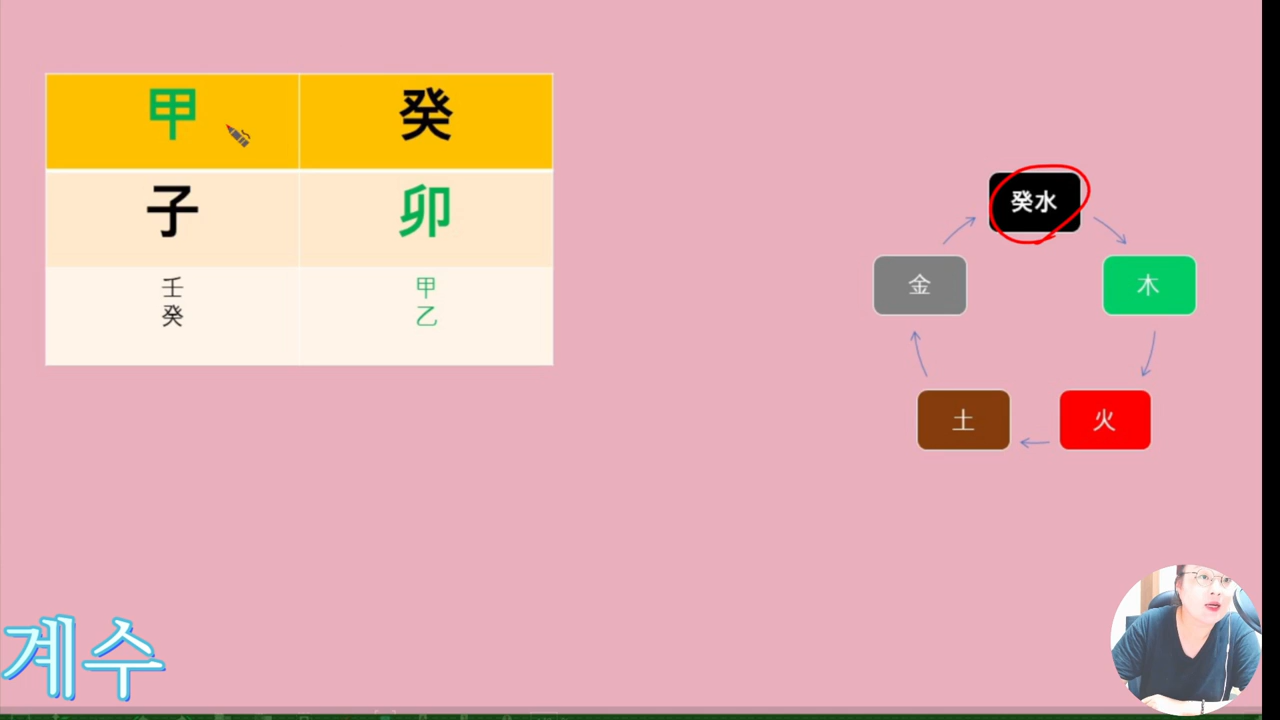 甲 癸
子 卯
壬 甲
癸 乙
癸水
金 木
土 火
계수